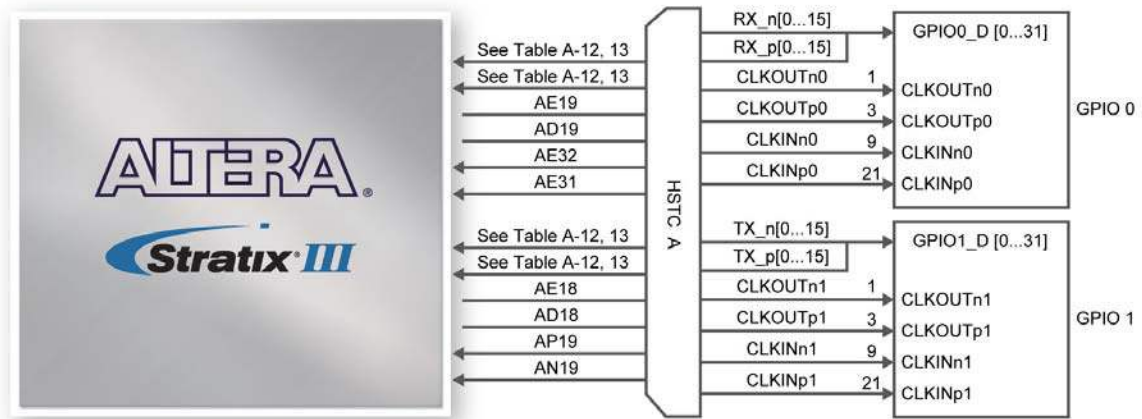 ALTERA®
Stratix III
See Table A-12, 13
See Table A-12, 13
AE19
AD19
AE32
AE31
See Table A-12, 13
See Table A-12, 13
AE18
AD18
AP19
AN19
HSTC A
RX_n[0...15]
RX_p[0...15]
CLKOUTn0 1
CLKOUTp0 3
CLKINn0 9
CLKINp0 21
GPIO0_D [0...31]
CLKOUTn0
CLKOUTp0
CLKINn0
CLKINp0
GPIO 0
TX_n[0...15]
TX_p[0...15]
CLKOUTn1 1
CLKOUTp1 3
CLKINn1 9
CLKINp1 21
GPIO1_D [0...31]
CLKOUTn1
CLKOUTp1
CLKINn1
CLKINp1
GPIO 1